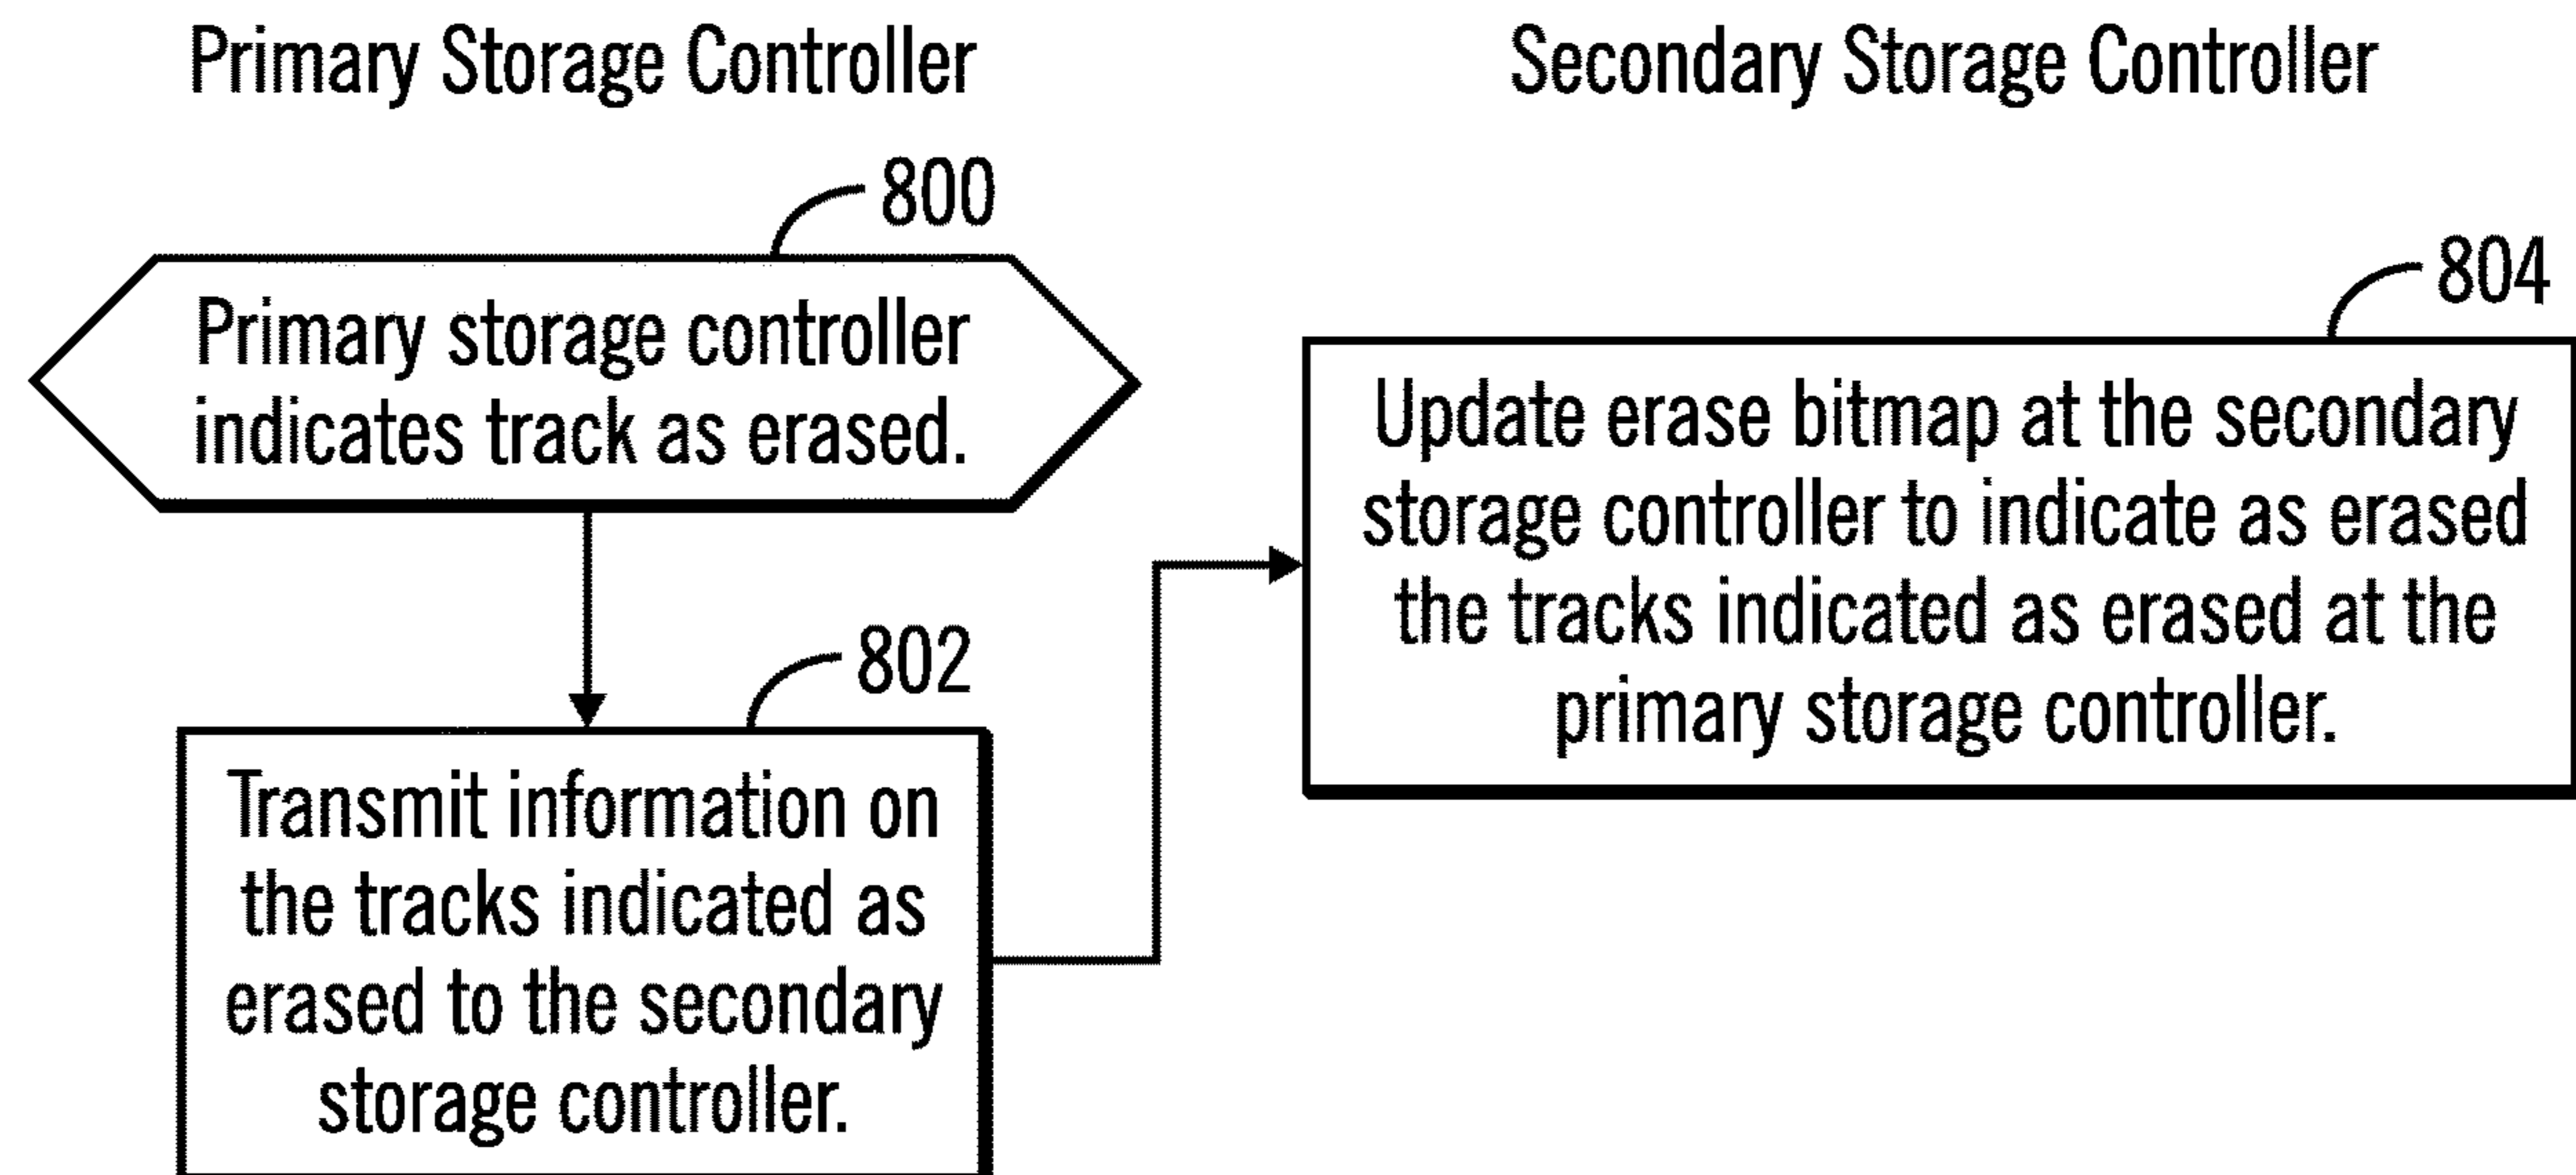 Primary Storage Controller
Secondary Storage Controller
800
Primary storage controller
indicates track as erased.
802
Transmit information on
the tracks indicated as
erased to the secondary
storage controller.
804
Update erase bitmap at the secondary
storage controller to indicate as erased
the tracks indicated as erased at the
primary storage controller.